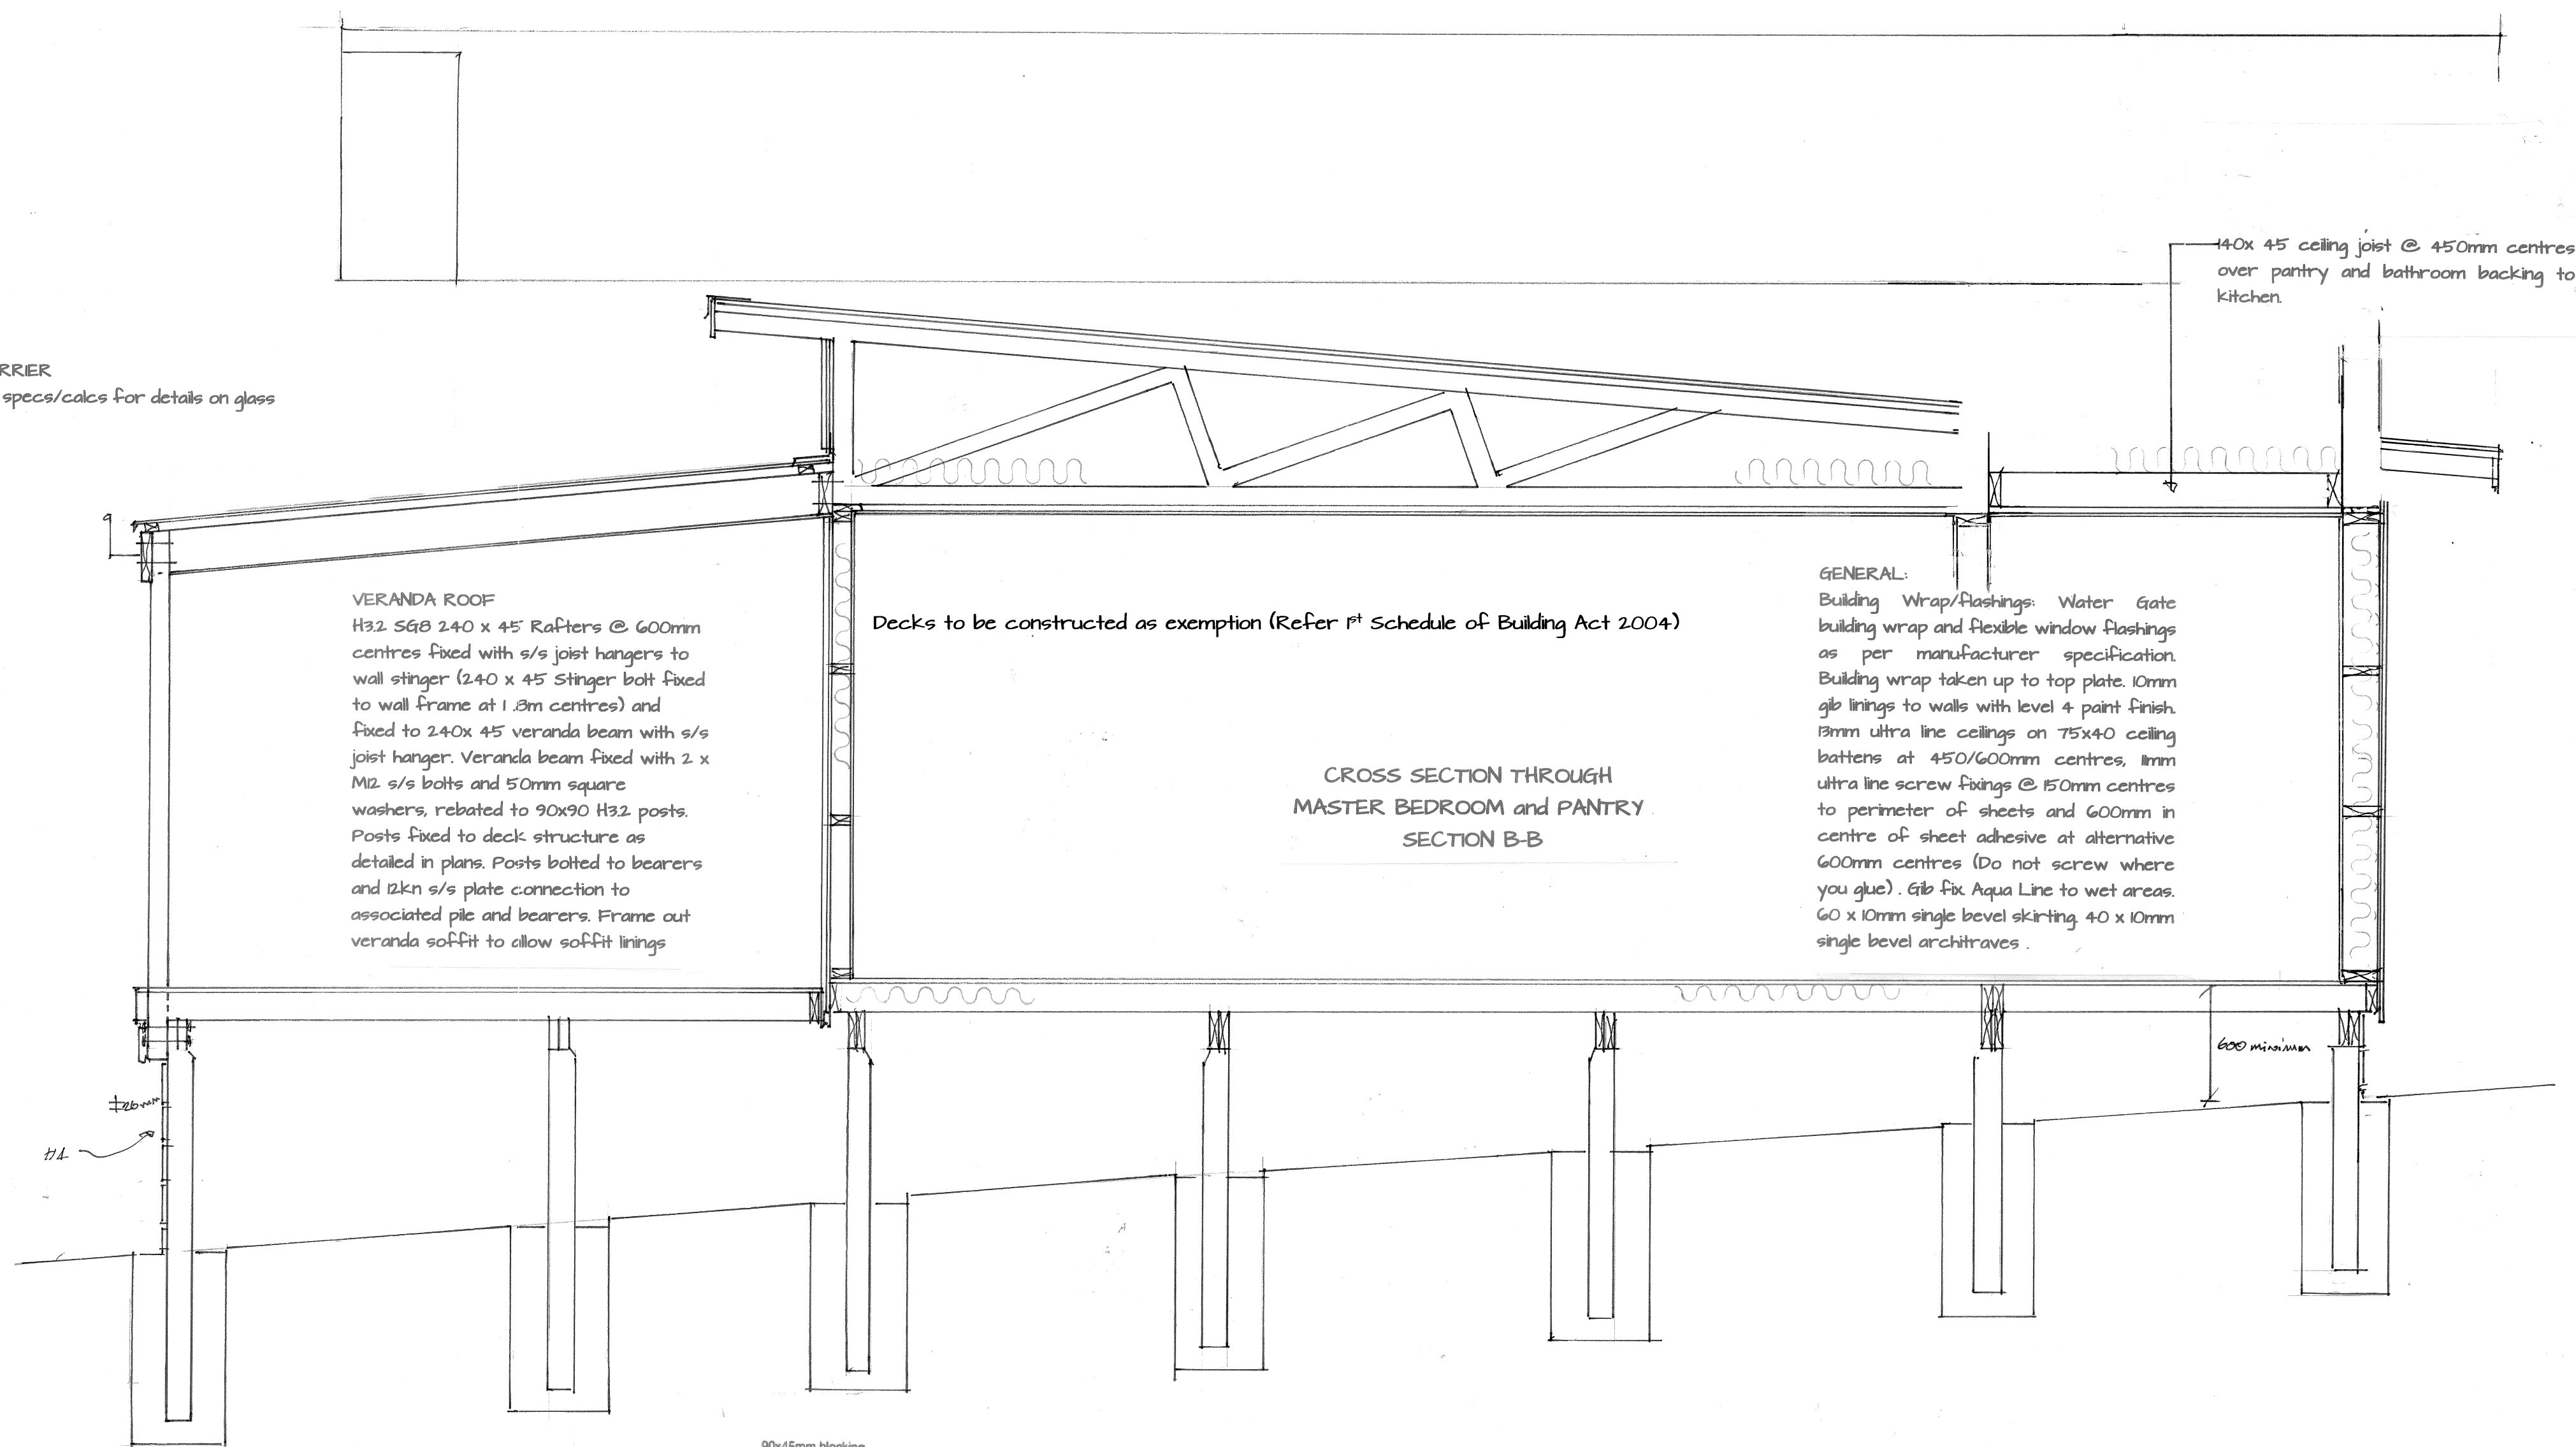 140x 45 ceiling joist @ 450mm centres
over pantry and bathroom backing to
kitchen.
RRIER
specs/calcs for details on glass
VERANDA ROOF
H3.2 SG8 240 x 45 Rafters @ 600mm
centres fixed with s/s joist hangers to
wall stinger (240 x 45 Stinger bolt fixed
to wall frame at 1 .8m centres) and
fixed to 240x 45 veranda beam with s/s
joist hanger. Veranda beam fixed with 2 x
M12 s/s bolts and 50mm square
washers, rebated to 90x90 H3.2 posts.
Posts fixed to deck structure as
detailed in plans. Posts bolted to bearers
and 12kn s/s plate connection to
associated pile and bearers. Frame out
veranda soffit to allow soffit linings
Decks to be constructed as exemption (Refer 1st Schedule of Building Act 2004)
CROSS SECTION THROUGH
MASTER BEDROOM and PANTRY
SECTION B-B
GENERAL:
Building Wrap/flashings: Water Gate
building wrap and flexible window flashings
as per manufacturer specification.
Building wrap taken up to top plate. 10mm
gib linings to walls with level 4 paint finish.
13mm ultra line ceilings on 75x40 ceiling
battens at 450/600mm centres, 11mm
ultra line screw fixings @ 150mm centres
to perimeter of sheets and 600mm in
centre of sheet adhesive at alternative
600mm centres (Do not screw where
you glue) . Gib fix Aqua Line to wet areas.
60 x 10mm single bevel skirting. 40 x 10mm
single bevel architraves .
600 minimum
H4
90x45mm blocking